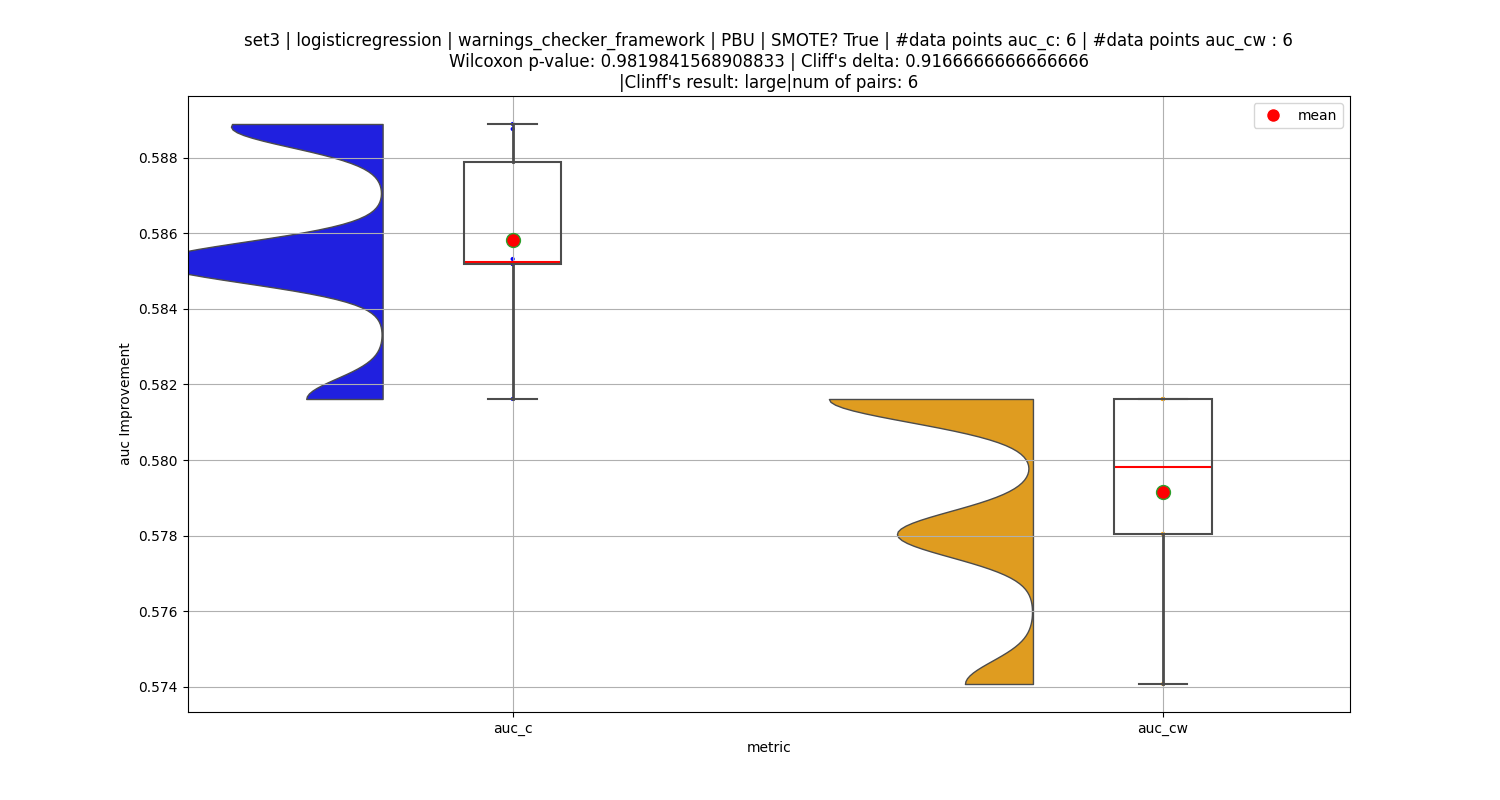 set3 | logisticregression | warnings_checker_framework | PBU | SMOTE? True | #data points auc_c: 6 | #data points auc_cw : 6
Wilcoxon p-value: 0.9819841568908833 | Cliff's delta: 0.9166666666666666
|Clinff's result: large|num of pairs: 6
mean
0.588
0.586
0.584
0.582
0.580
0.578
0.576
0.574
auc Improvement
auc_c
auc_cw
metric